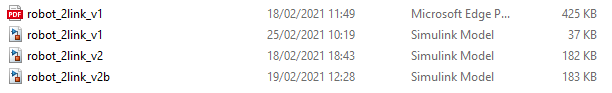 PDF
robot_2link_v1 18/02/2021 11:49 Microsoft Edge P... 425 KB
robot_2link_v1 25/02/2021 10:19 Simulink Model 37 KB
robot_2link_v2 18/02/2021 18:43 Simulink Model 182 KB
robot_2link_v2b 19/02/2021 12:28 Simulink Model 183 KB